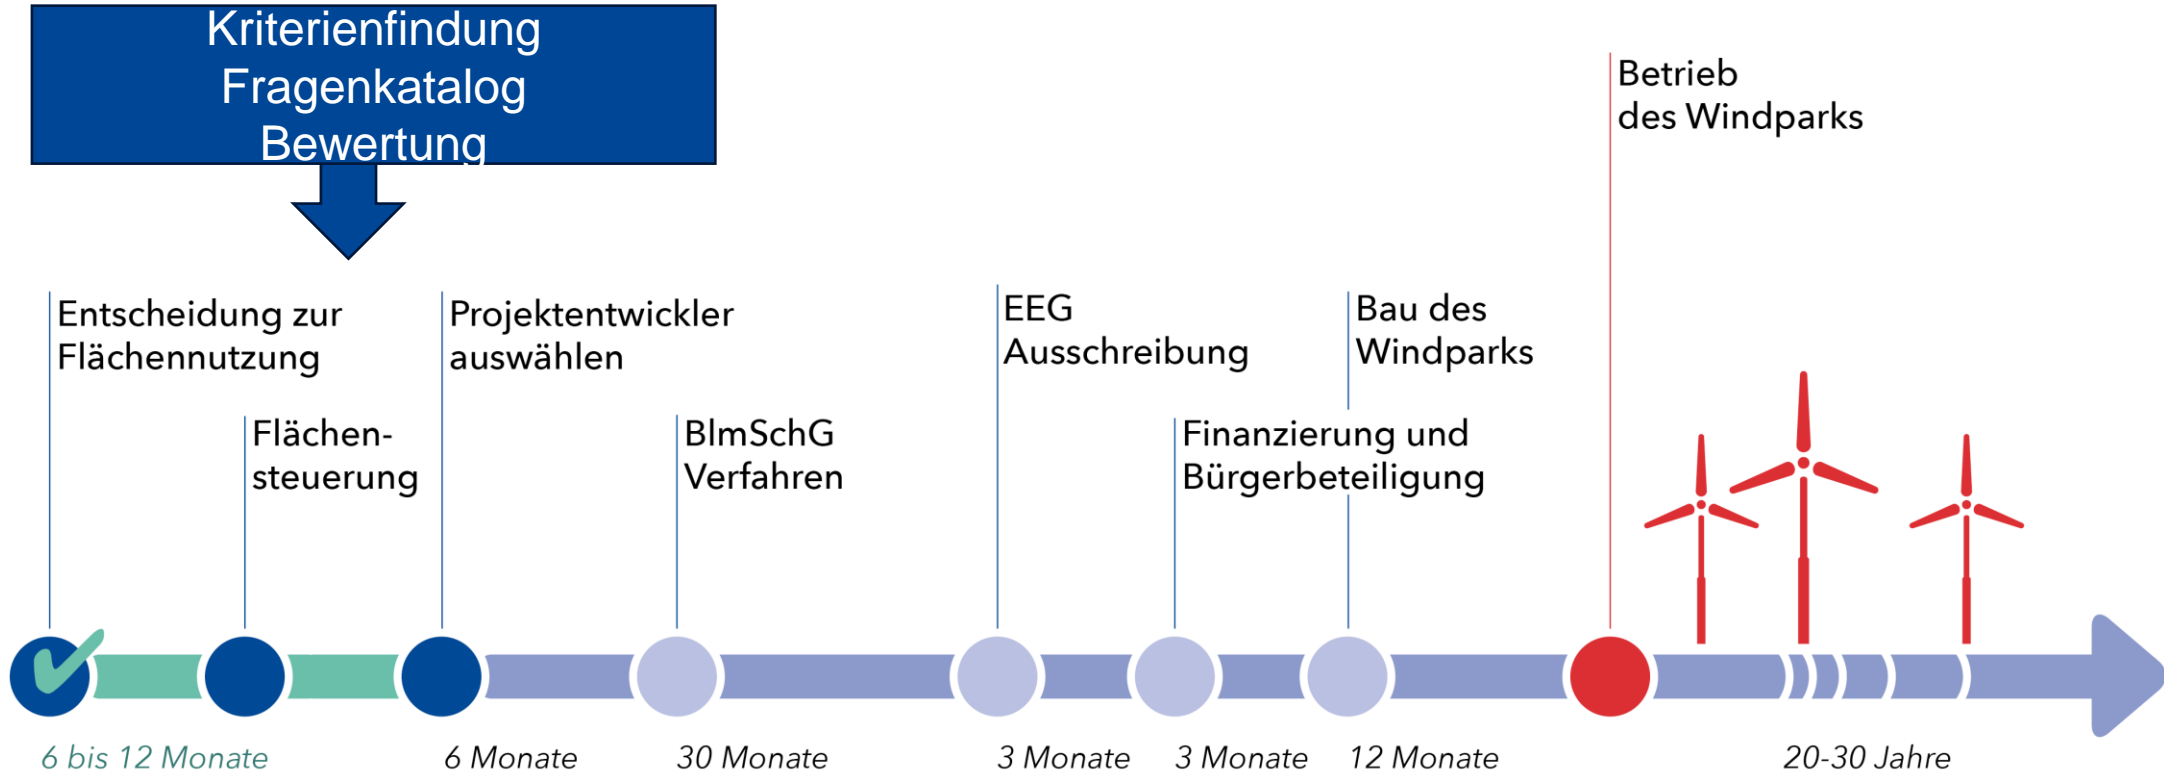 Kriterienfindung
Fragenkatalog
Bewertung
Betrieb
des Windparks
Entscheidung zur
Flächennutzung
Projektentwickler
auswählen
EEG
Ausschreibung
Bau des
Windparks
Flächen-
steuerung
BImSchG
Verfahren
Finanzierung und
Bürgerbeteiligung
6 bis 12 Monate
6 Monate
30 Monate
3 Monate
3 Monate
12 Monate
20-30 Jahre